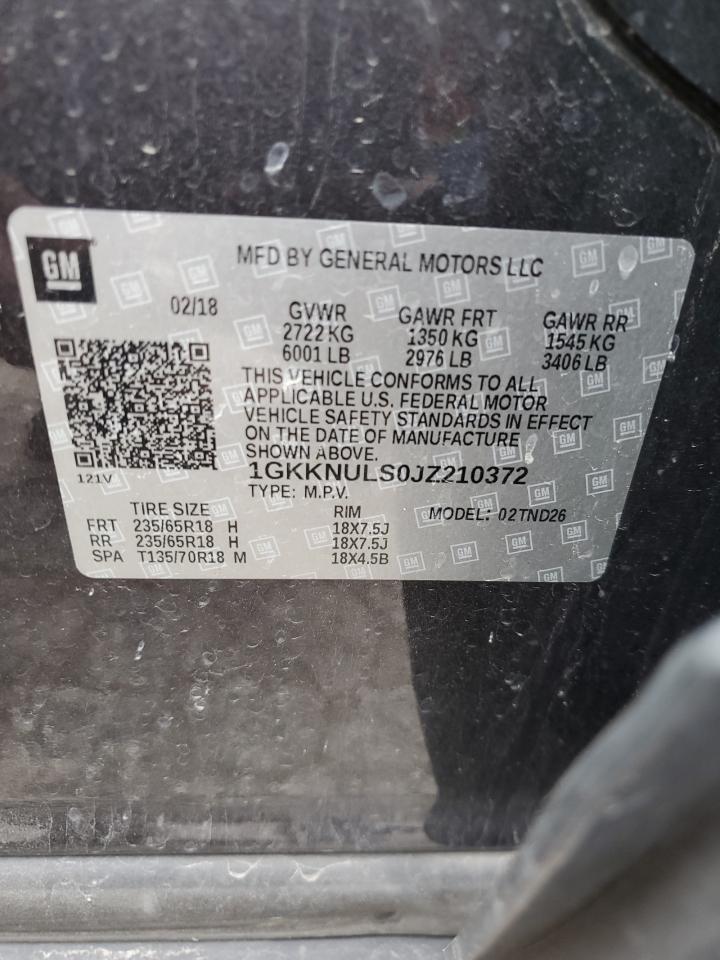 GM
MFD BY GENERAL MOTORS LLC
02/18 GVWR GAWR FRT GAWR RR
2722 KG 1350 KG 1545 KG
6001 LB 2976 LB 3406 LB
THIS VEHICLE CONFORMS TO ALL
APPLICABLE U.S. FEDERAL MOTOR
VEHICLE SAFETY STANDARDS IN EFFECT
ON THE DATE OF MANUFACTURE
SHOWN ABOVE.
121V 1GKKNULS0JZ210372
TYPE: M.P.V.
TIRE SIZE RIM MODEL: 02TND26
FRT 235/65R18 H 18X7.5J
RR 235/65R18 H 18X7.5J
SPA T135/70R18 M 18X4.5B